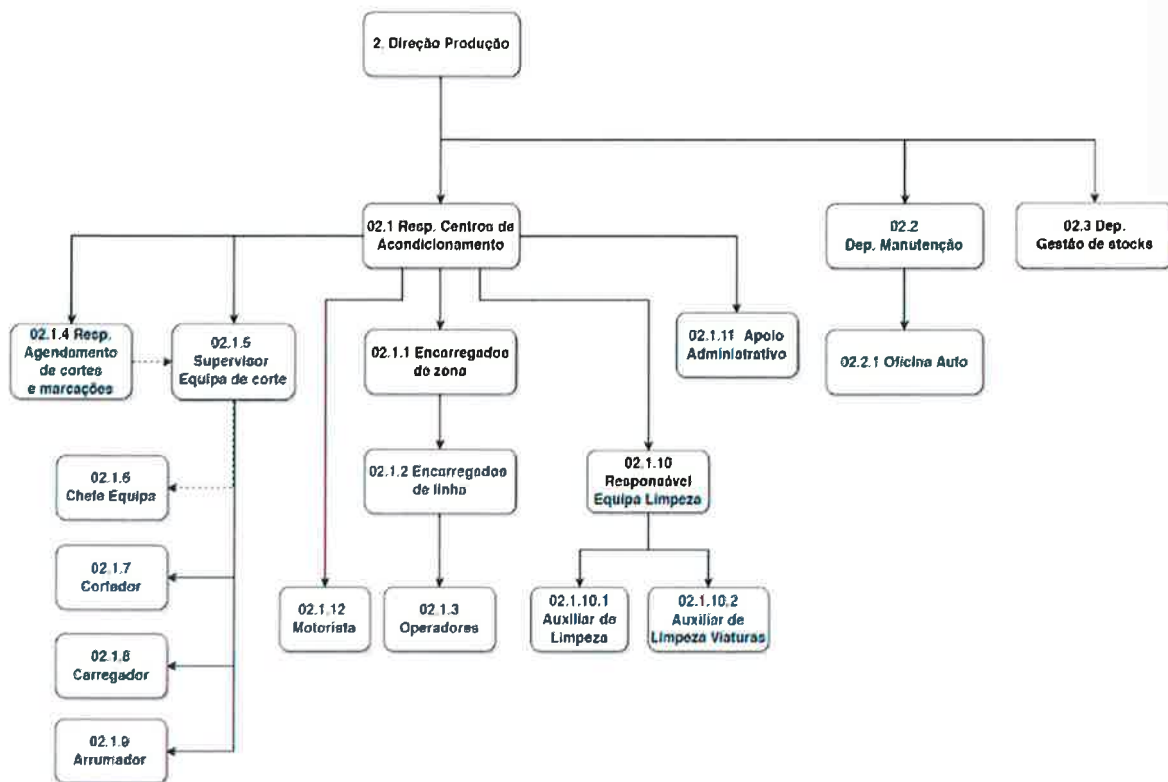 2. Direção Produção
02.1 Resp. Centros de
Acondicionamento
02.2
Dep. Manutenção
02.3 Dep.
Gestão de stocks
02.1.4 Resp.
Agendamento
de cortes
e marcações
02.1.5
Supervisor
Equipa de corte
02.1.1 Encarregados
de zona
02.1.11 Apoio
Administrativo
02.2.1 Oficina Auto
02.1.6
Chefe Equipa
02.1.2 Encarregados
de linha
02.1.10
Responsável
Equipa Limpeza
02.1.7
Cortador
02.1.12
Motorista
02.1.3
Operadores
02.1.10.1
Auxiliar de
Limpeza
02.1.10.2
Auxiliar de
Limpeza Viaturas
02.1.8
Carregador
02.1.9
Arrumador